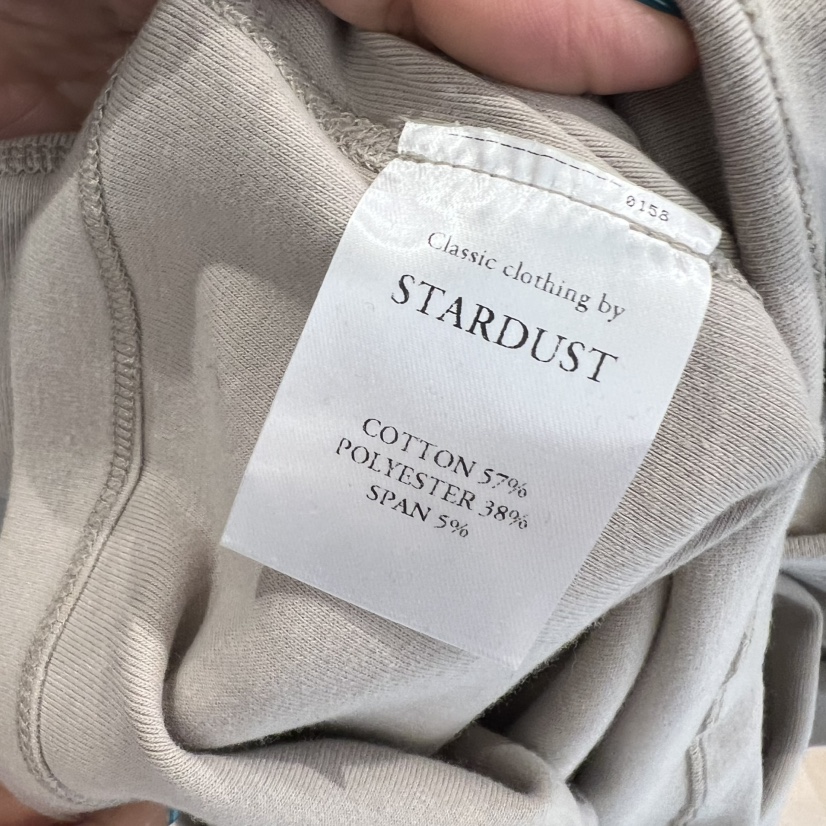 0158
Classic clothing by
STARDUST
COTTON 57%
POLYESTER 38%
SPAN 5%